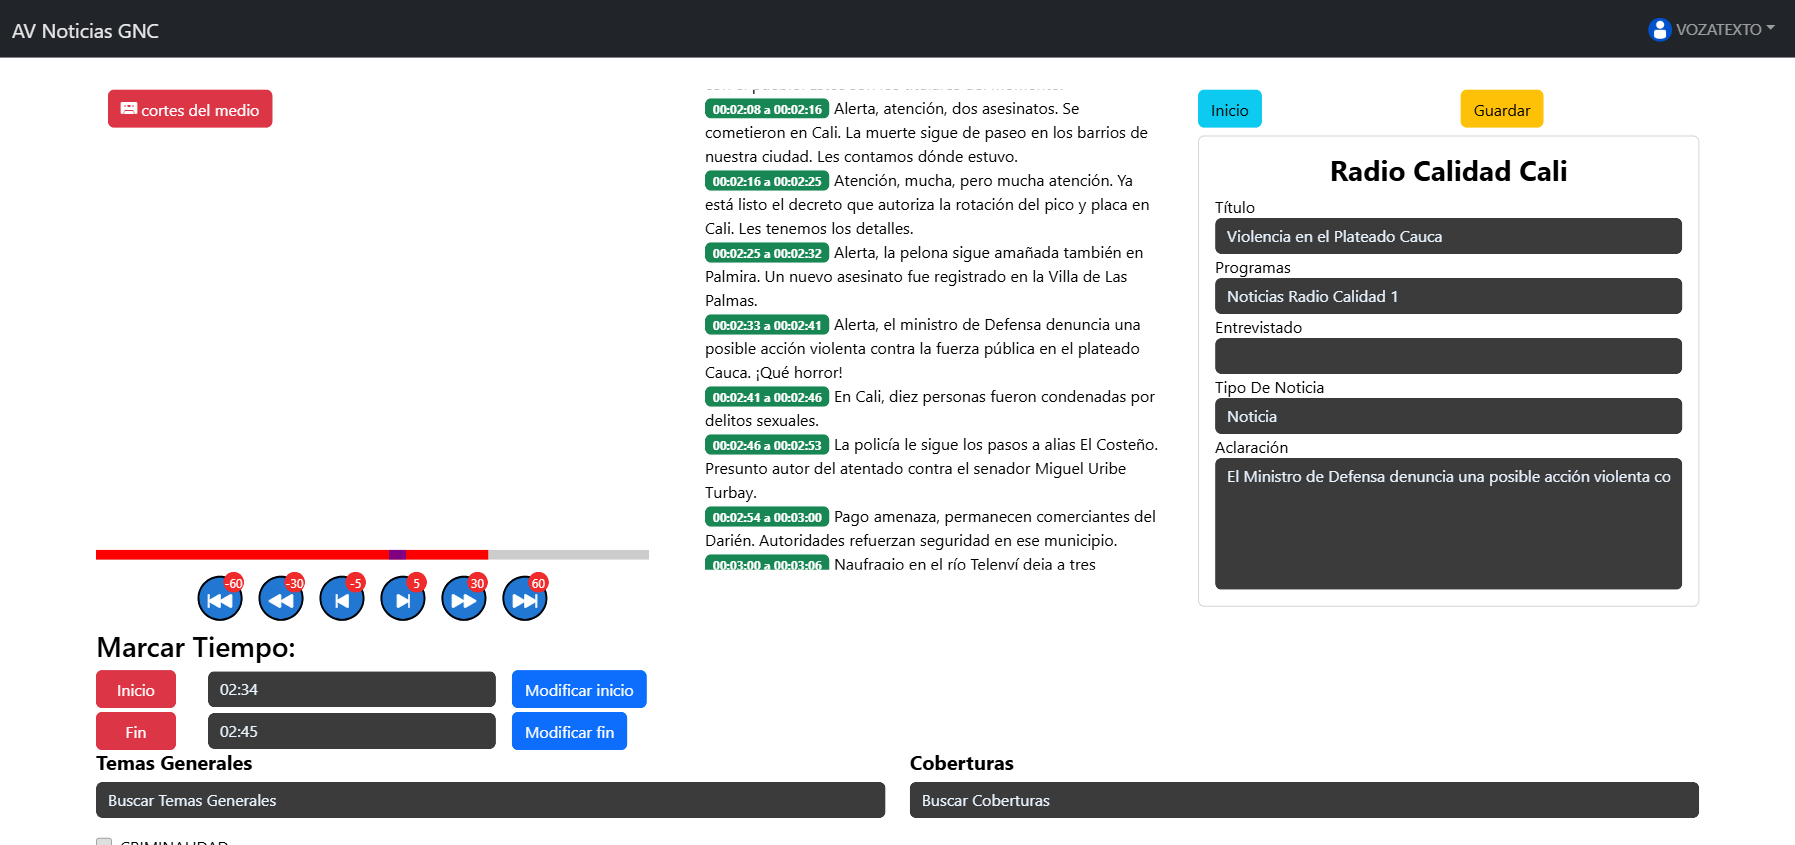 AV Noticias GNC
VOZATEXTO
cortes del medio
00:02:08 a 00:02:16 Alerta, atención, dos asesinatos. Se
cometieron en Cali. La muerte sigue de paseo en los barrios de
nuestra ciudad. Les contamos dónde estuvo.
00:02:16 a 00:02:25 Atención, mucha, pero mucha atención. Ya
está listo el decreto que autoriza la rotación del pico y placa en
Cali. Les tenemos los detalles.
00:02:25 a 00:02:32 Alerta, la pelona sigue amañada también en
Palmira. Un nuevo asesinato fue registrado en la Villa de Las
Palmas.
00:02:33 a 00:02:41 Alerta, el ministro de Defensa denuncia una
posible acción violenta contra la fuerza pública en el plateado
Cauca. ¡Qué horror!
00:02:41 a 00:02:46 En Cali, diez personas fueron condenadas por
delitos sexuales.
00:02:46 a 00:02:53 La policía le sigue los pasos a alias El Costeño.
Presunto autor del atentado contra el senador Miguel Uribe
Turbay.
00:02:54 a 00:03:00 Pago amenaza, permanecen comerciantes del
Darién. Autoridades refuerzan seguridad en ese municipio.
00:03:00 a 00:03:06 Naufragio en el río Telenví deja a tres
Inicio
Guardar
Radio Calidad Cali
Título
Violencia en el Plateado Cauca
Programas
Noticias Radio Calidad 1
Entrevistado
Tipo De Noticia
Noticia
Aclaración
El Ministro de Defensa denuncia una posible acción violenta co
-60
-30
-5
5
30
60
Marcar Tiempo:
Inicio
02:34
Modificar inicio
Fin
02:45
Modificar fin
Temas Generales
Buscar Temas Generales
Coberturas
Buscar Coberturas
CRIMINALIDAD